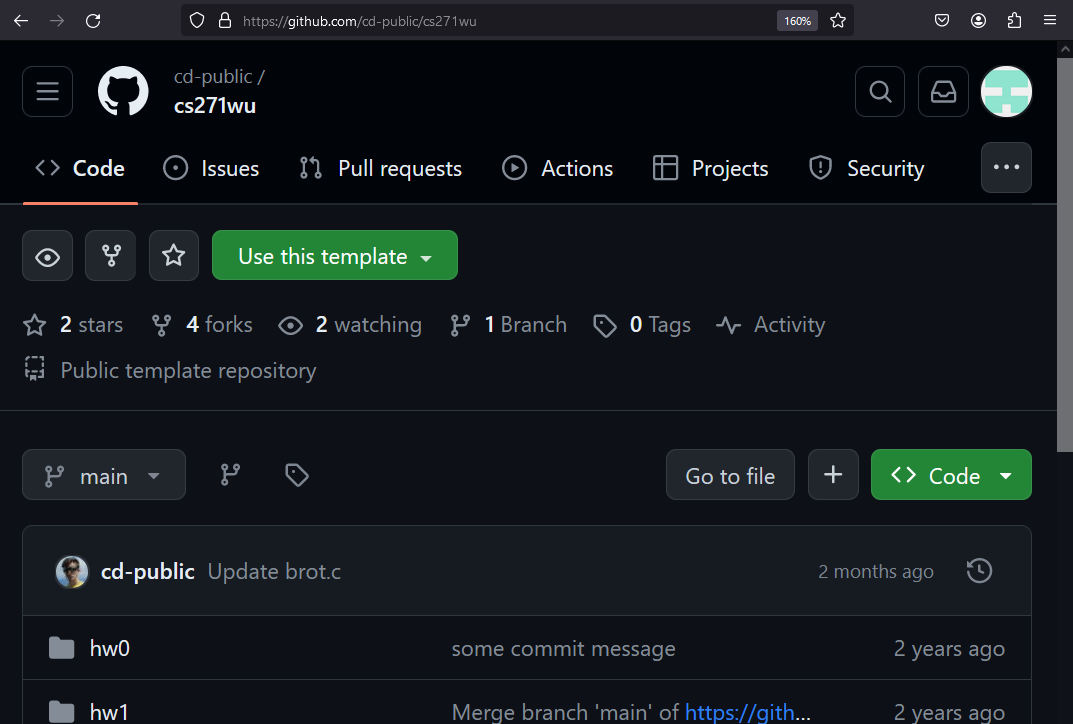 https://github.com/cd-public/cs271wu 160%
cd-public /
cs271wu
Code Issues Pull requests Actions Projects Security
Use this template
2 stars 4 forks 2 watching 1 Branch 0 Tags Activity
Public template repository
main Go to file Code
cd-public Update brot.c 2 months ago
hw0 some commit message 2 years ago
hw1 Merge branch 'main' of https://gith... 2 years ago